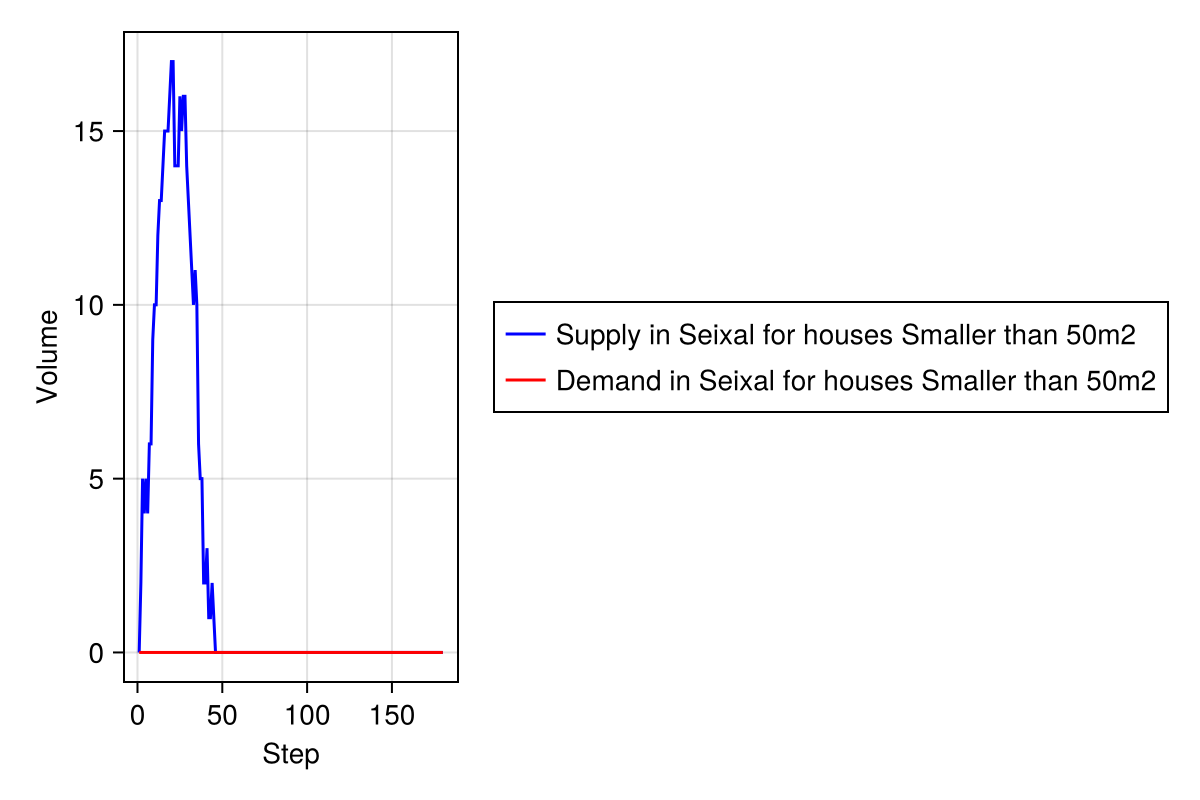 15
10
5
0
Volume
0 50 100 150
Step
Supply in Seixal for houses Smaller than 50m2
Demand in Seixal for houses Smaller than 50m2